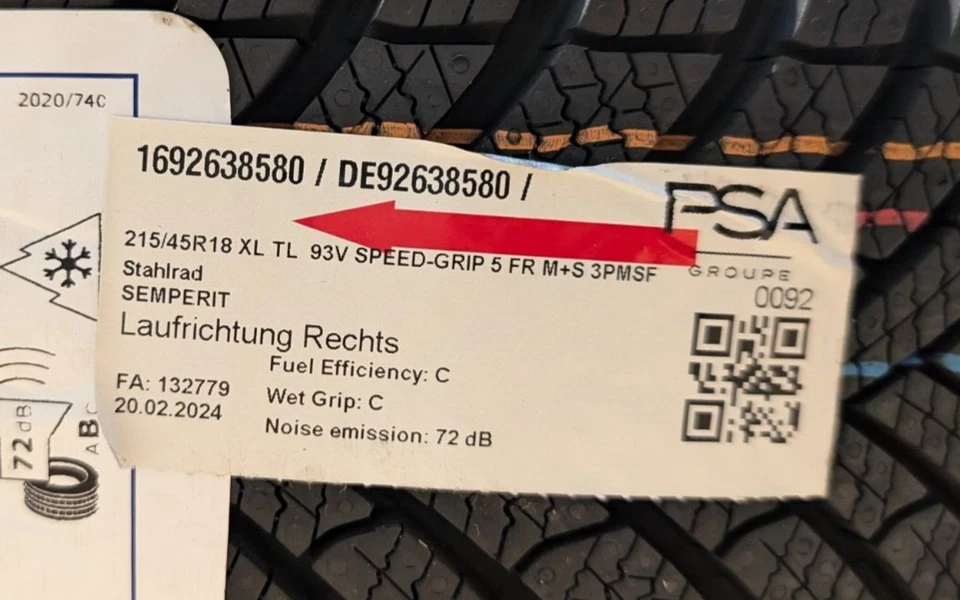 2020/740
1692638580 / DE92638580 /
PSA
GROUPE
215/45R18 XL TL 93V SPEED-GRIP 5 FR M+S 3PMSF
0092
Stahlrad
SEMPERIT
Laufrichtung Rechts
Fuel Efficiency: C
FA: 132779
Wet Grip: C
20.02.2024
Noise emission: 72 dB
72 dB
AB